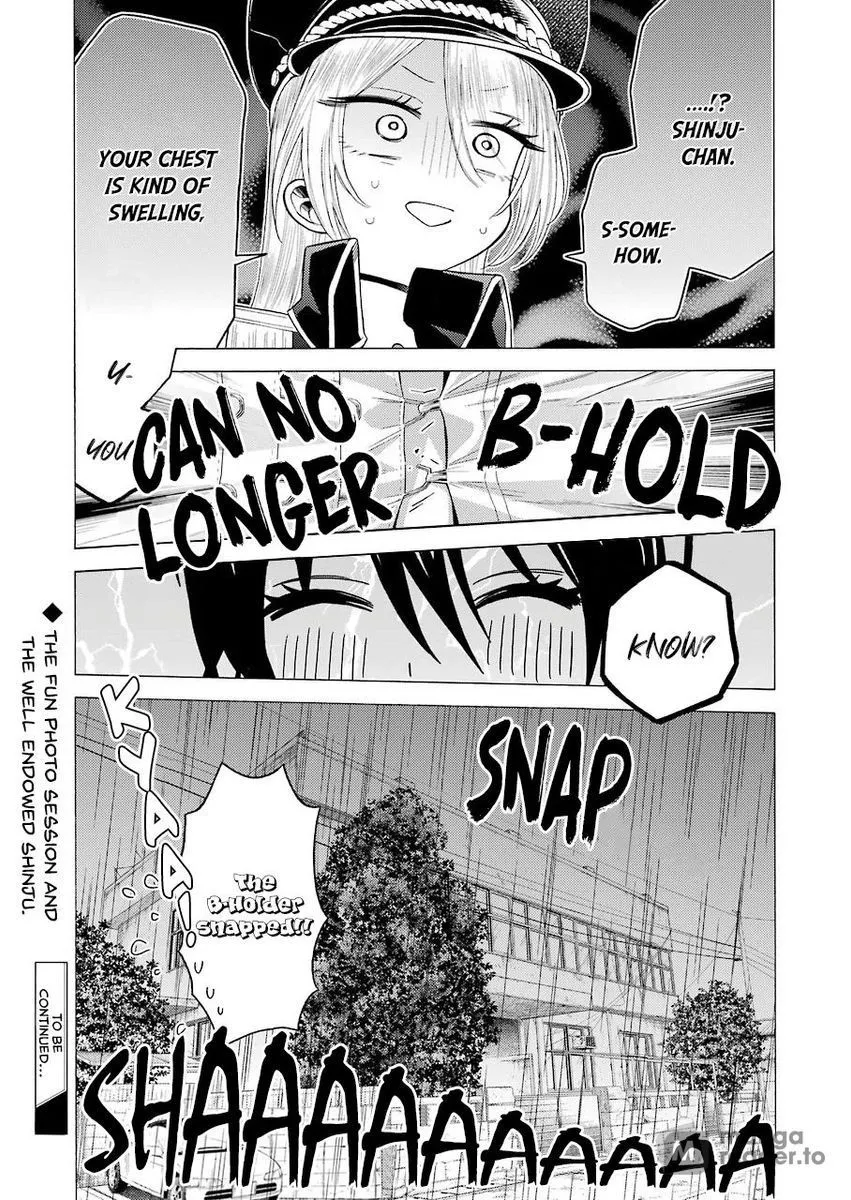 .....!?
SHINJU-
CHAN.
S-SOME-
HOW.
YOUR CHEST
IS KIND OF
SWELLING,
Y-
YOU
B-HOLD
CAN NO
LONGER
KNOW?
SNAP
KYAAA!!
The
B-Holder
Snapped!!
SHAAAAAAAAAAA
◆ THE FUN PHOTO SESSION AND
THE WELL ENDOWED SHINJU.
TO BE
CONTINUED...